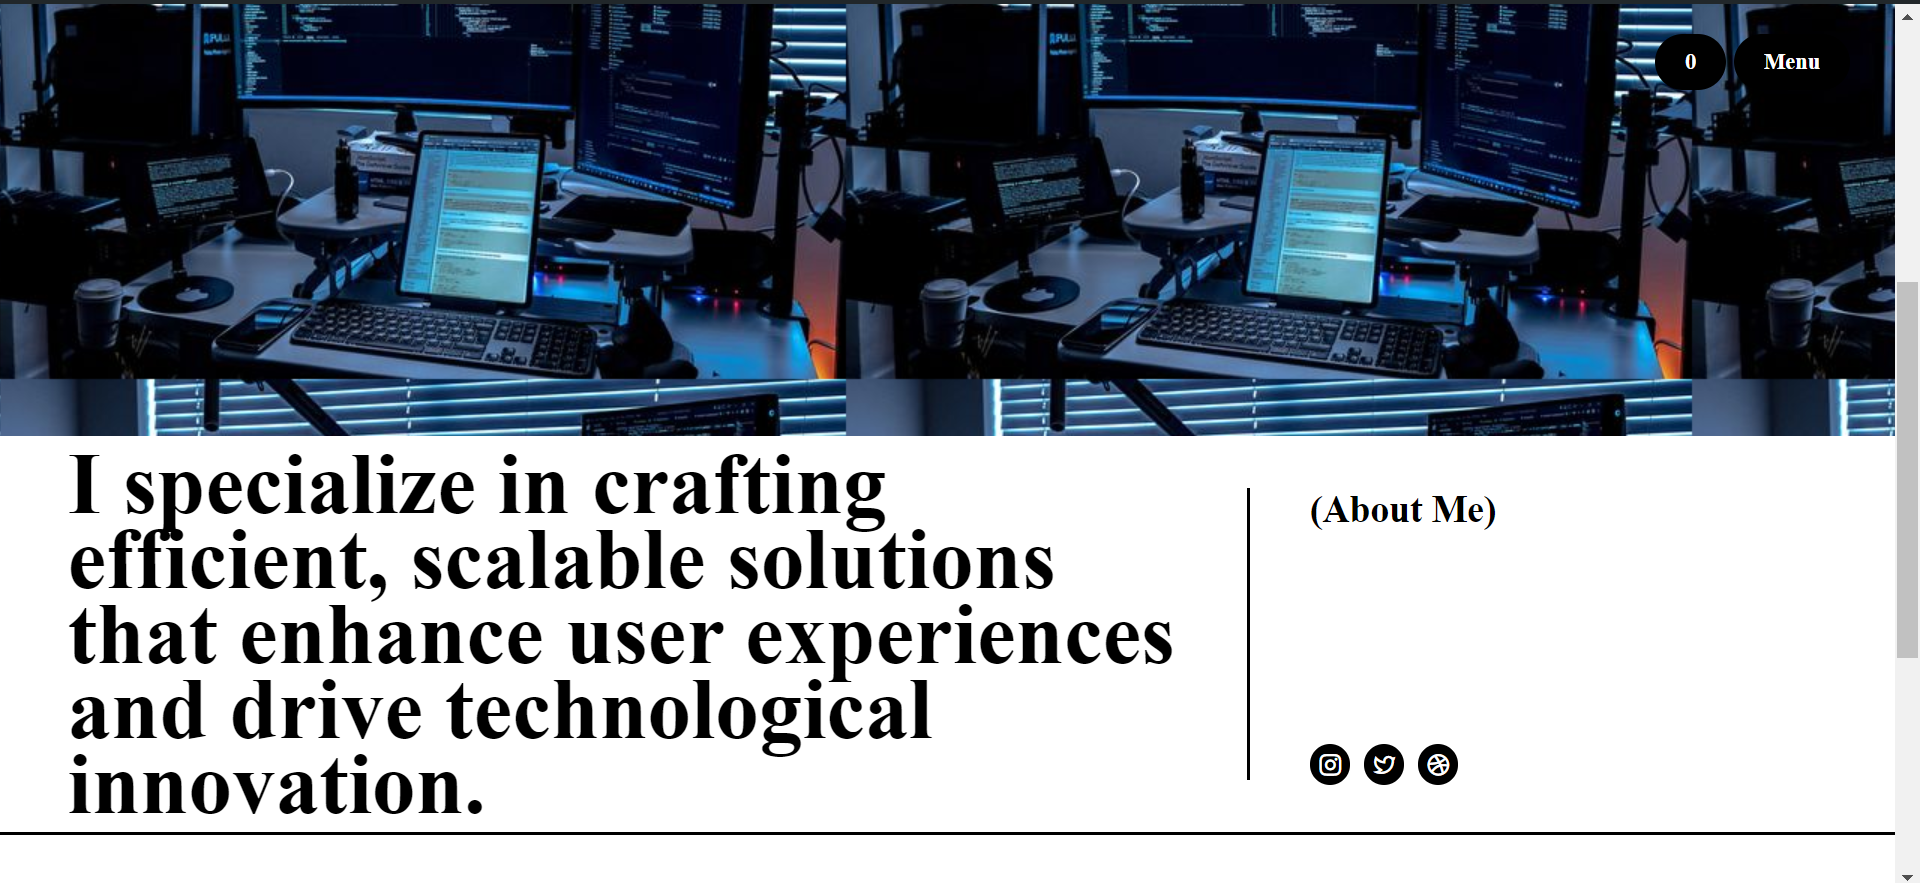 0
Menu
I specialize in crafting
efficient, scalable solutions
that enhance user experiences
and drive technological
innovation.
(About Me)